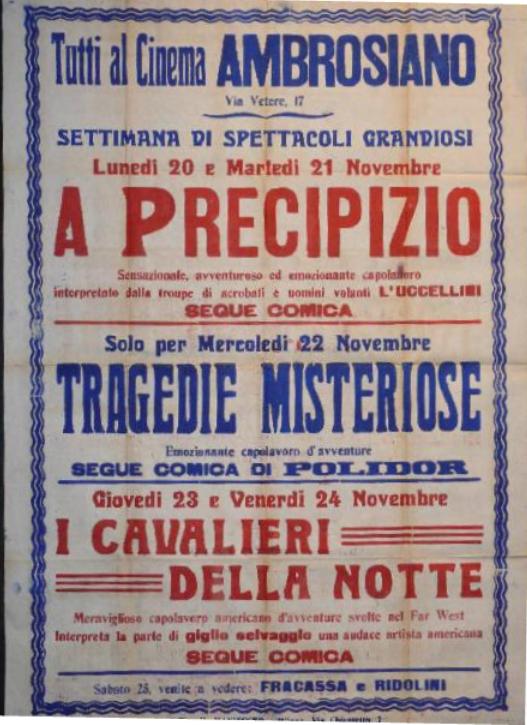 Tutti al Cinema AMBROSIANO
Via Vetere, 17
SETTIMANA DI SPETTACOLI GRANDIOSI
Lunedì 20 e Martedì 21 Novembre
A PRECIPIZIO
Sensazionale, avventuroso ed emozionante capolavoro
interpretato dalla troupe di acrobati e uomini volanti L'UCCELLINI
SEGUE COMICA
Solo per Mercoledì 22 Novembre
TRAGEDIE MISTERIOSE
Emozionante capolavoro d'avventure
SEGUE COMICA DI POLIDOR
Giovedì 23 e Venerdì 24 Novembre
I CAVALIERI
DELLA NOTTE
Meraviglioso capolavoro americano d'avventure svolte nel Far West
Interpreta la parte di giglio selvaggio una audace artista americana
SEGUE COMICA
Sabato 25, venite a vedere: FRACASSA e RIDOLINI